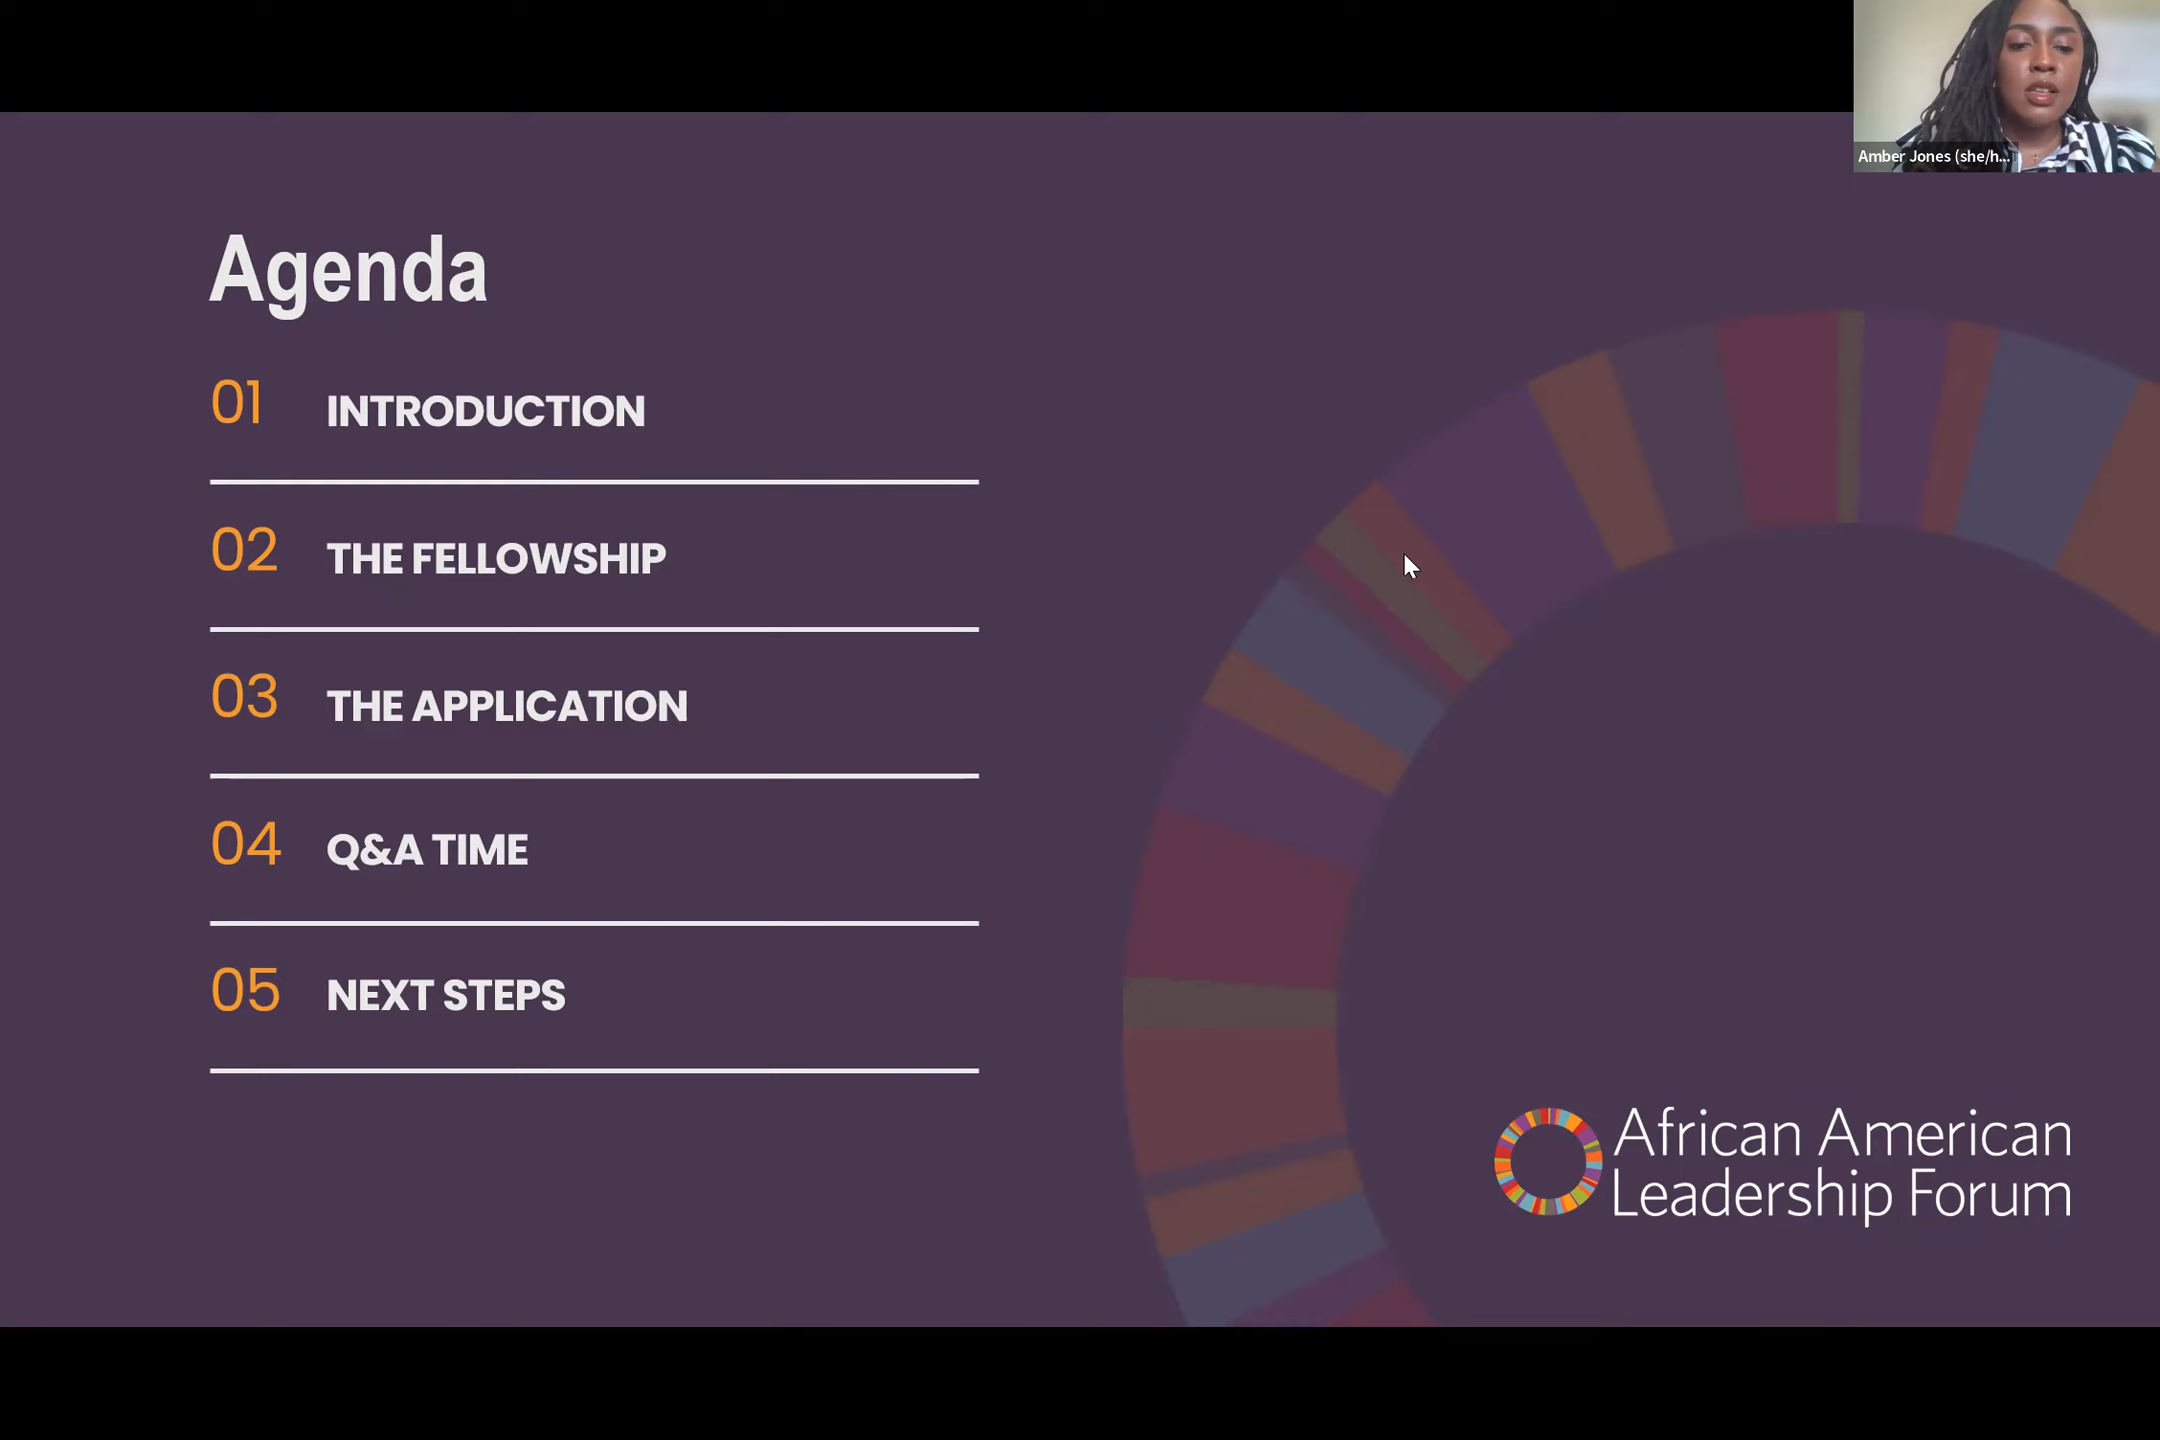 Amber Jones (she/h...
Agenda
01 INTRODUCTION
02 THE FELLOWSHIP
03 THE APPLICATION
04 Q&A TIME
05 NEXT STEPS
African American
Leadership Forum